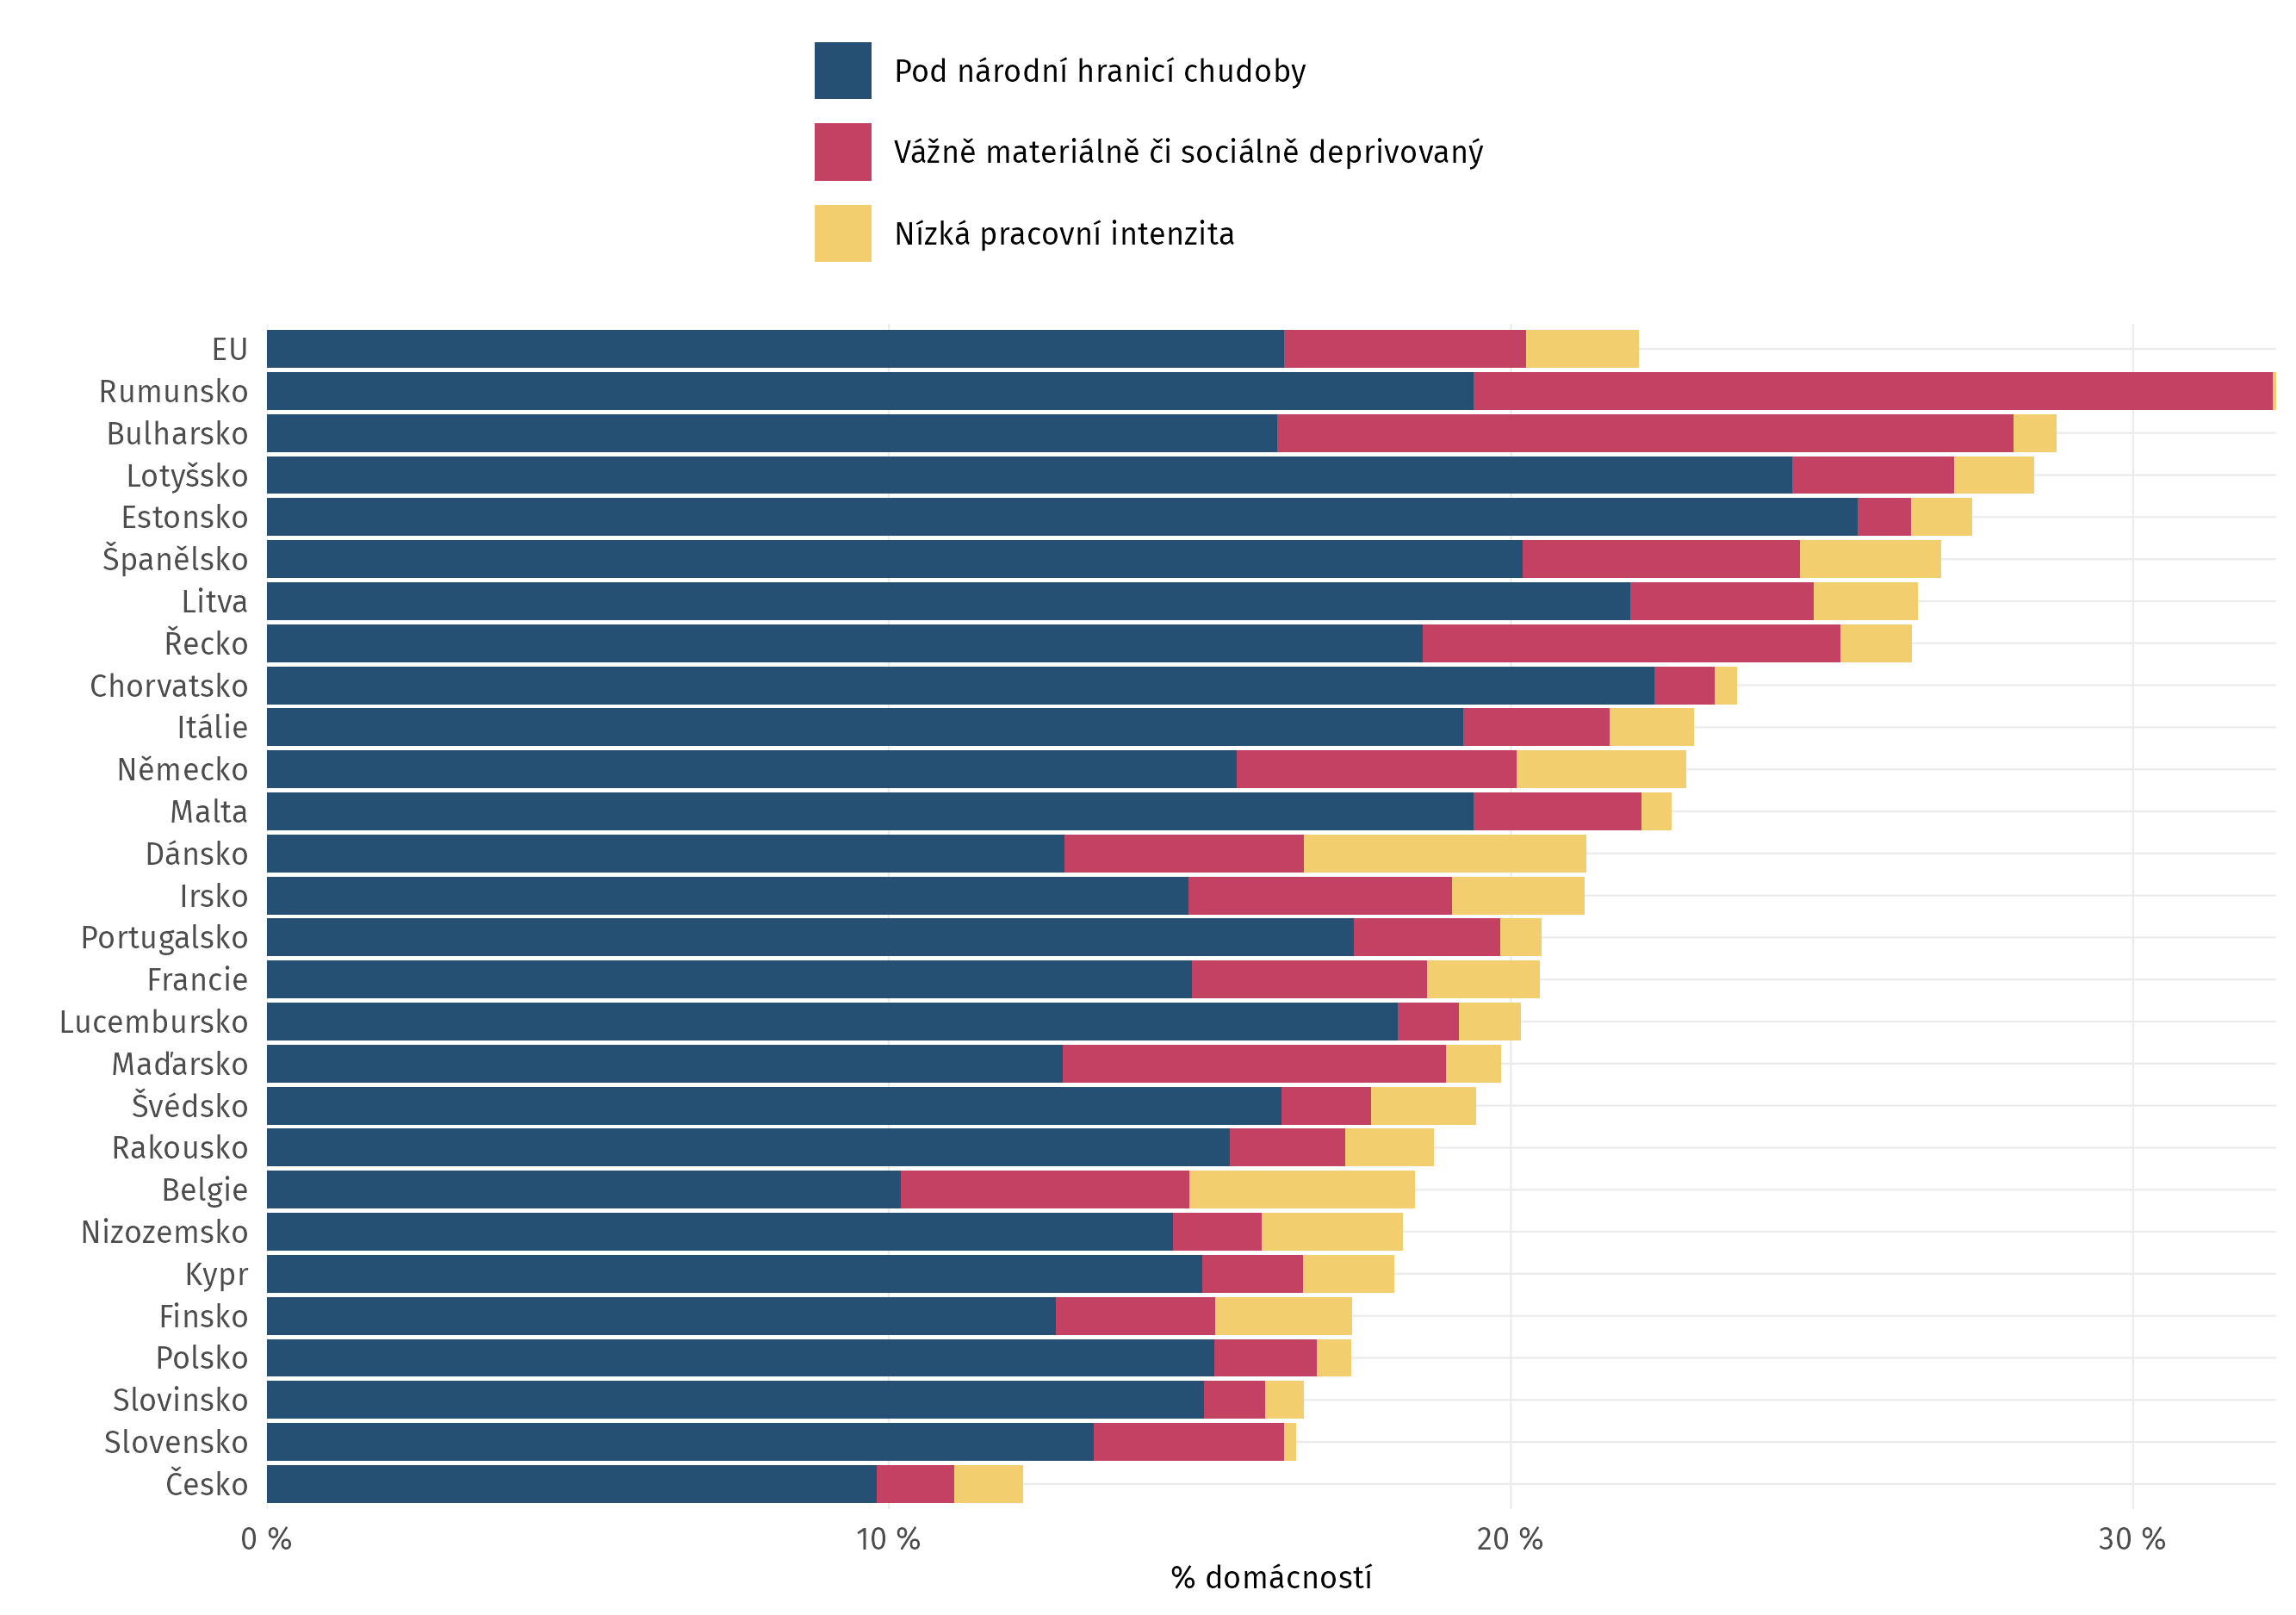 Pod národní hranicí chudoby
Vážně materiálně či sociálně deprivovaný
Nízká pracovní intenzita
EU
Rumunsko
Bulharsko
Lotyšsko
Estonsko
Španělsko
Litva
Řecko
Chorvatsko
Itálie
Německo
Malta
Dánsko
Irsko
Portugalsko
Francie
Lucembursko
Maďarsko
Švédsko
Rakousko
Belgie
Nizozemsko
Kypr
Finsko
Polsko
Slovinsko
Slovensko
Česko
0 % 10 % 20 % 30 %
% domácností